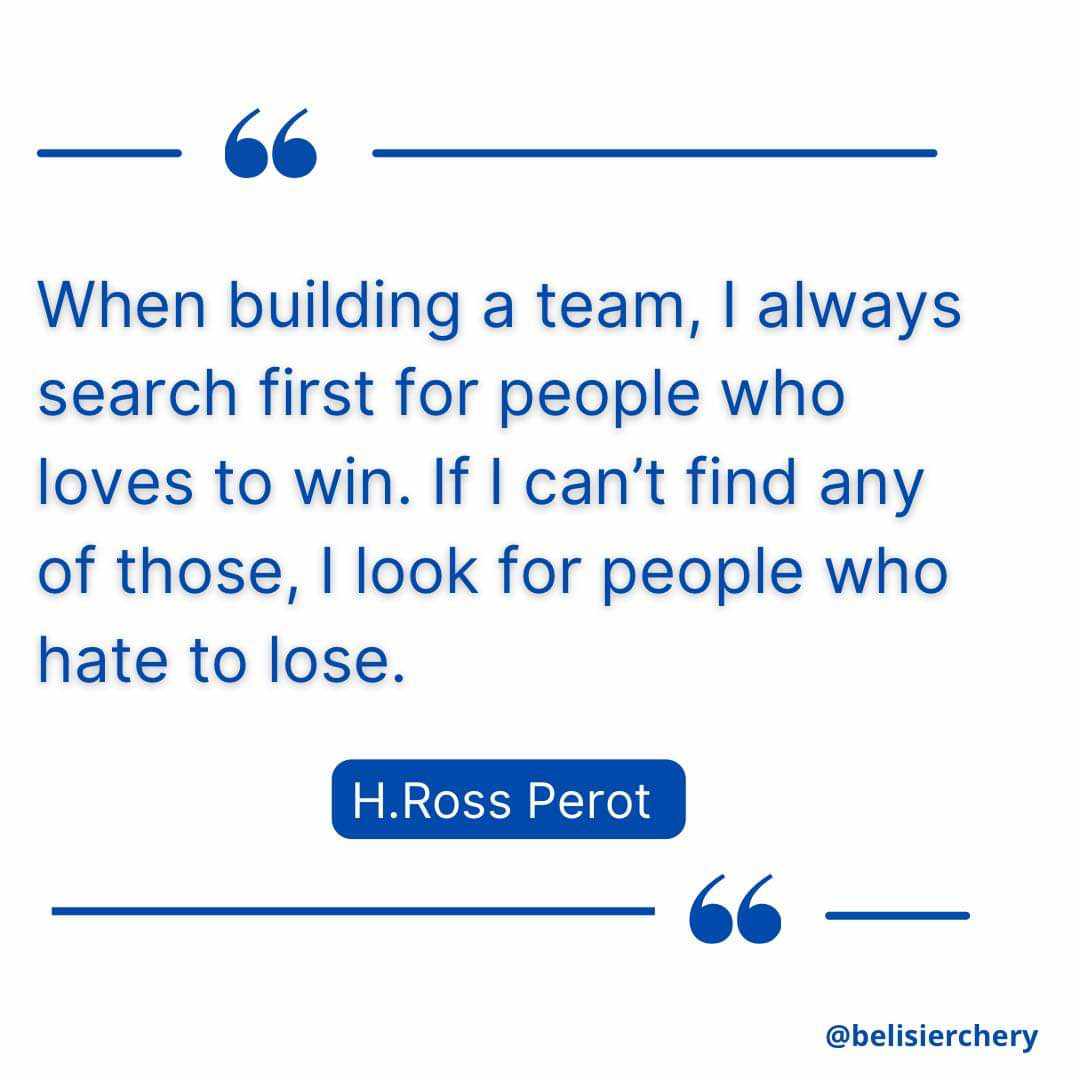 “
When building a team, I always
search first for people who
loves to win. If I can’t find any
of those, I look for people who
hate to lose.
H.Ross Perot
“
@belisierchery